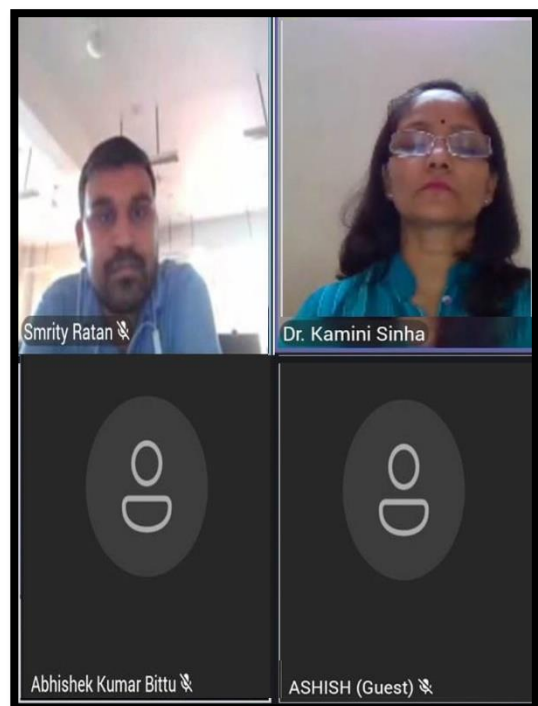 Smrity Ratan
Dr. Kamini Sinha
Abhishek Kumar Bittu
ASHISH (Guest)